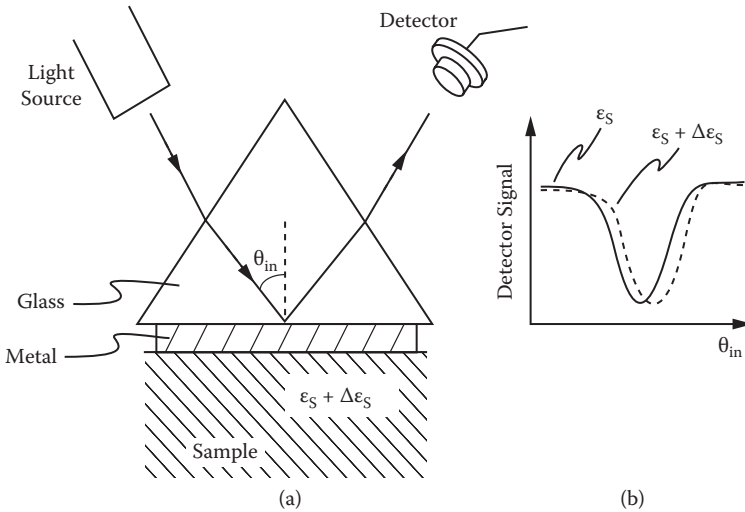 Detector
Light
Source
θin
Glass
Metal
εS + ΔεS
Sample
(a)
εS
εS + ΔεS
Detector Signal
θin
(b)